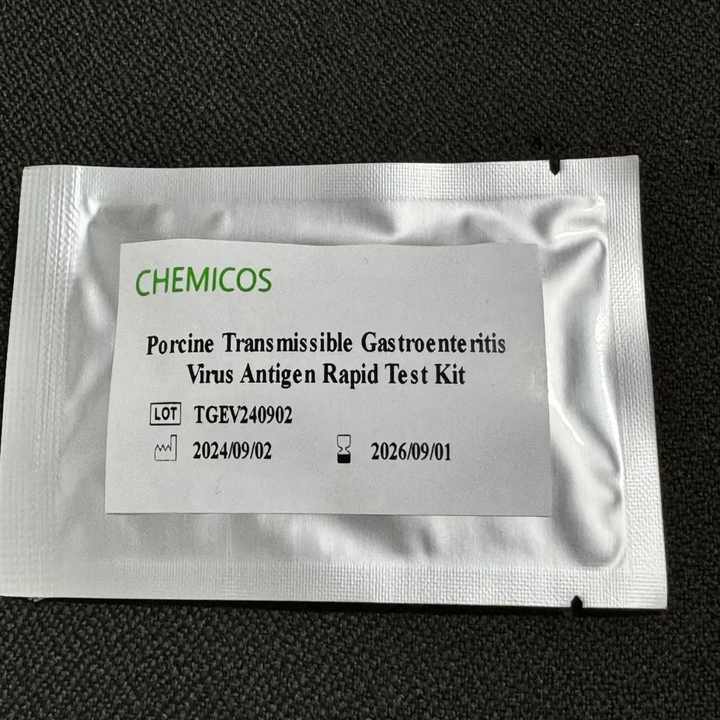 CHEMICOS
Porcine Transmissible Gastroenteritis
Virus Antigen Rapid Test Kit
LOT TGEV240902
2024/09/02 2026/09/01